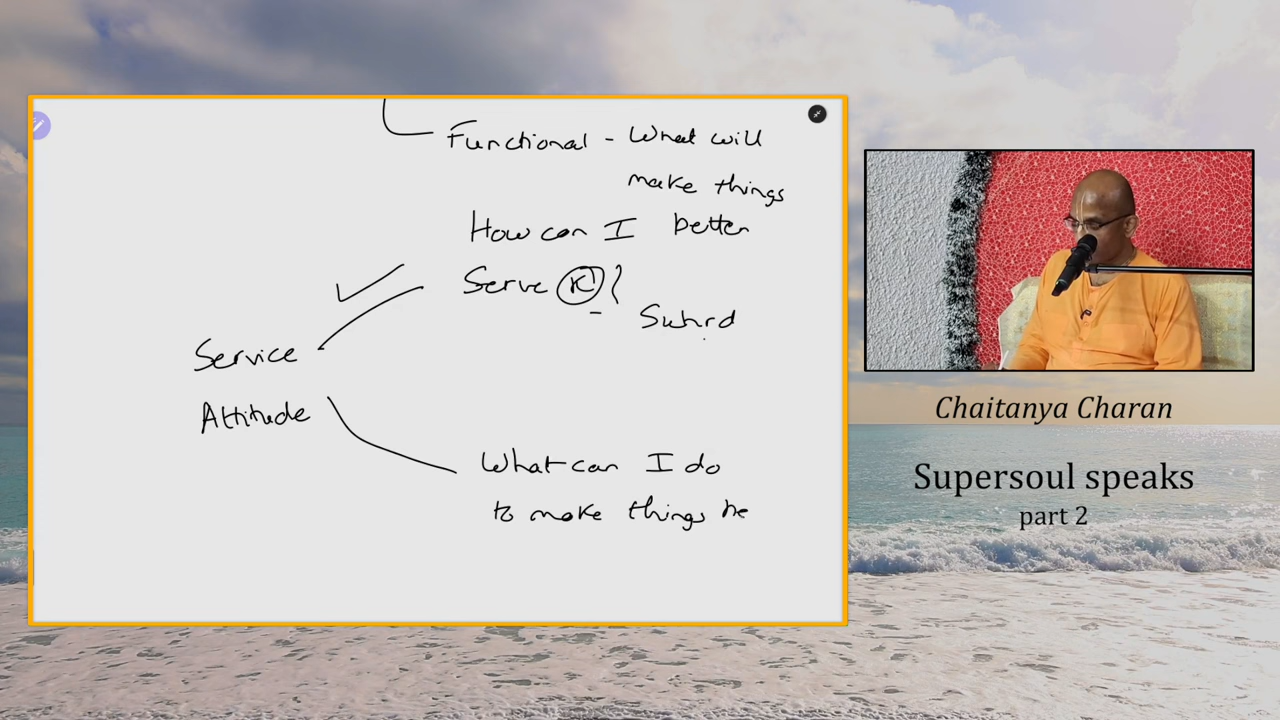 Functional - What will
make things
better
How can I
Serve K?
Suhrd
Service
Attitude
What can I do
to make things be
Chaitanya Charan
Supersoul speaks
part 2